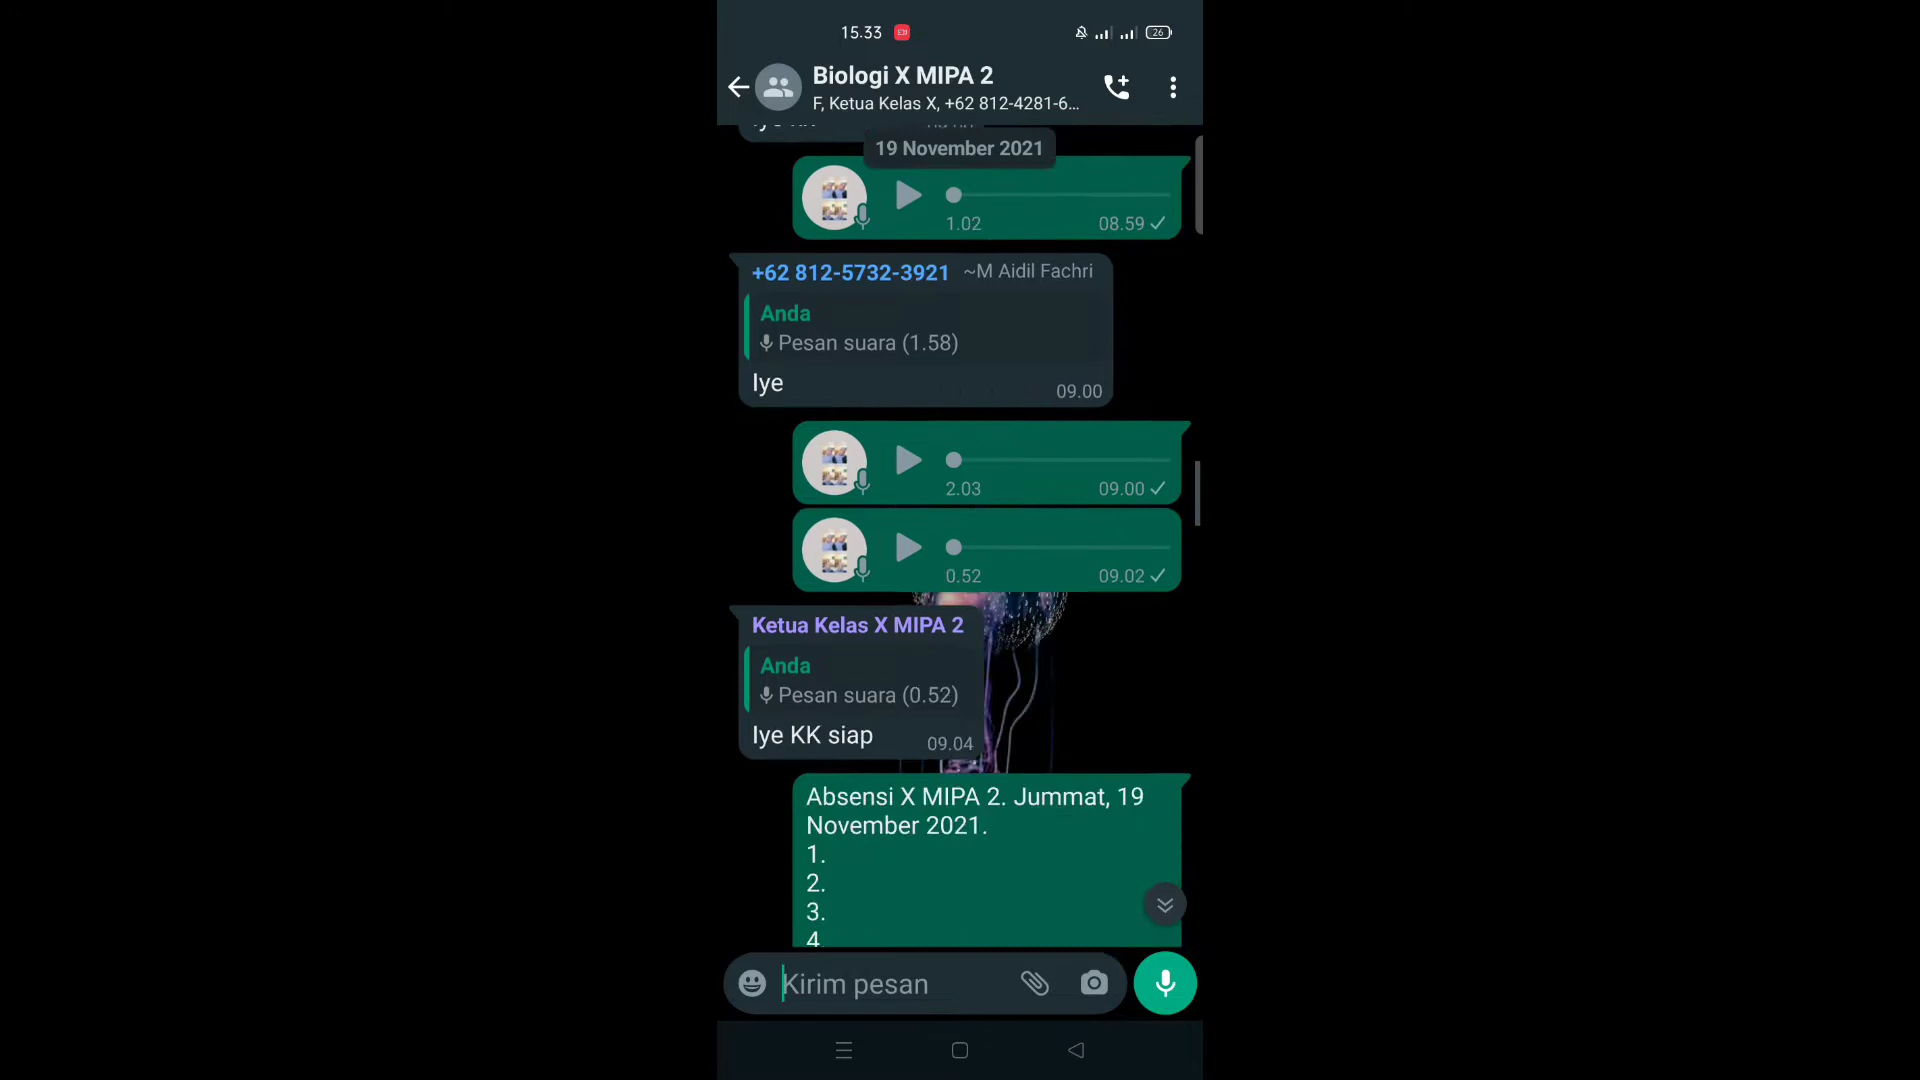 15.33
26
Biologi X MIPA 2
F, Ketua Kelas X, +62 812-4281-6...
19 November 2021
1.02
08.59
+62 812-5732-3921 ~M Aidil Fachri
Anda
Pesan suara (1.58)
Iye
09.00
2.03
09.00
0.52
09.02
Ketua Kelas X MIPA 2
Anda
Pesan suara (0.52)
Iye KK siap
09.04
Absensi X MIPA 2. Jummat, 19
November 2021.
1.
2.
3.
4
Kirim pesan